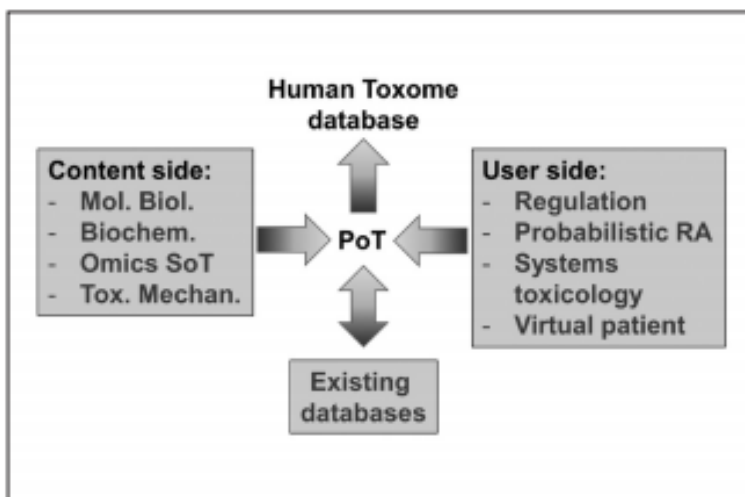 Human Toxome
database
Content side:
- Mol. Biol.
- Biochem.
- Omics SoT
- Tox. Mechan.
PoT
User side:
- Regulation
- Probabilistic RA
- Systems
toxicology
- Virtual patient
Existing
databases